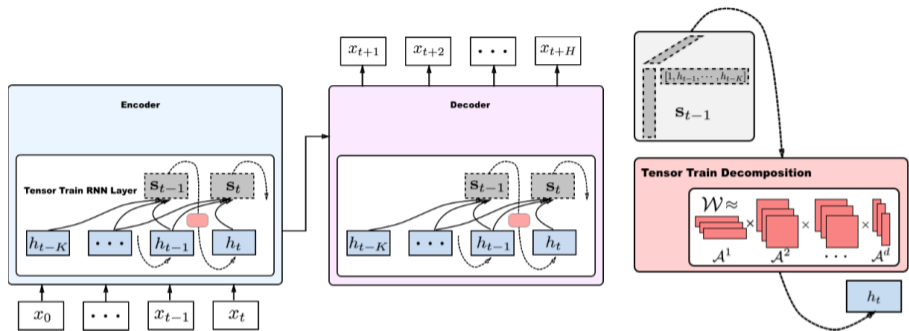 Encoder
Tensor Train RNN Layer
s_{t−1} s_t
h_{t−K} ··· h_{t−1} h_t
x_0 ··· x_{t−1} x_t
x_{t+1} x_{t+2} ··· x_{t+H}
Decoder
s_{t−1} s_t
h_{t−K} ··· h_{t−1} h_t
[1, h_{t−1}, ··· , h_{t−K}]
s_{t−1}
Tensor Train Decomposition
𝒲 ≈ × × ×
𝒜^1 𝒜^2 ··· 𝒜^d
h_t